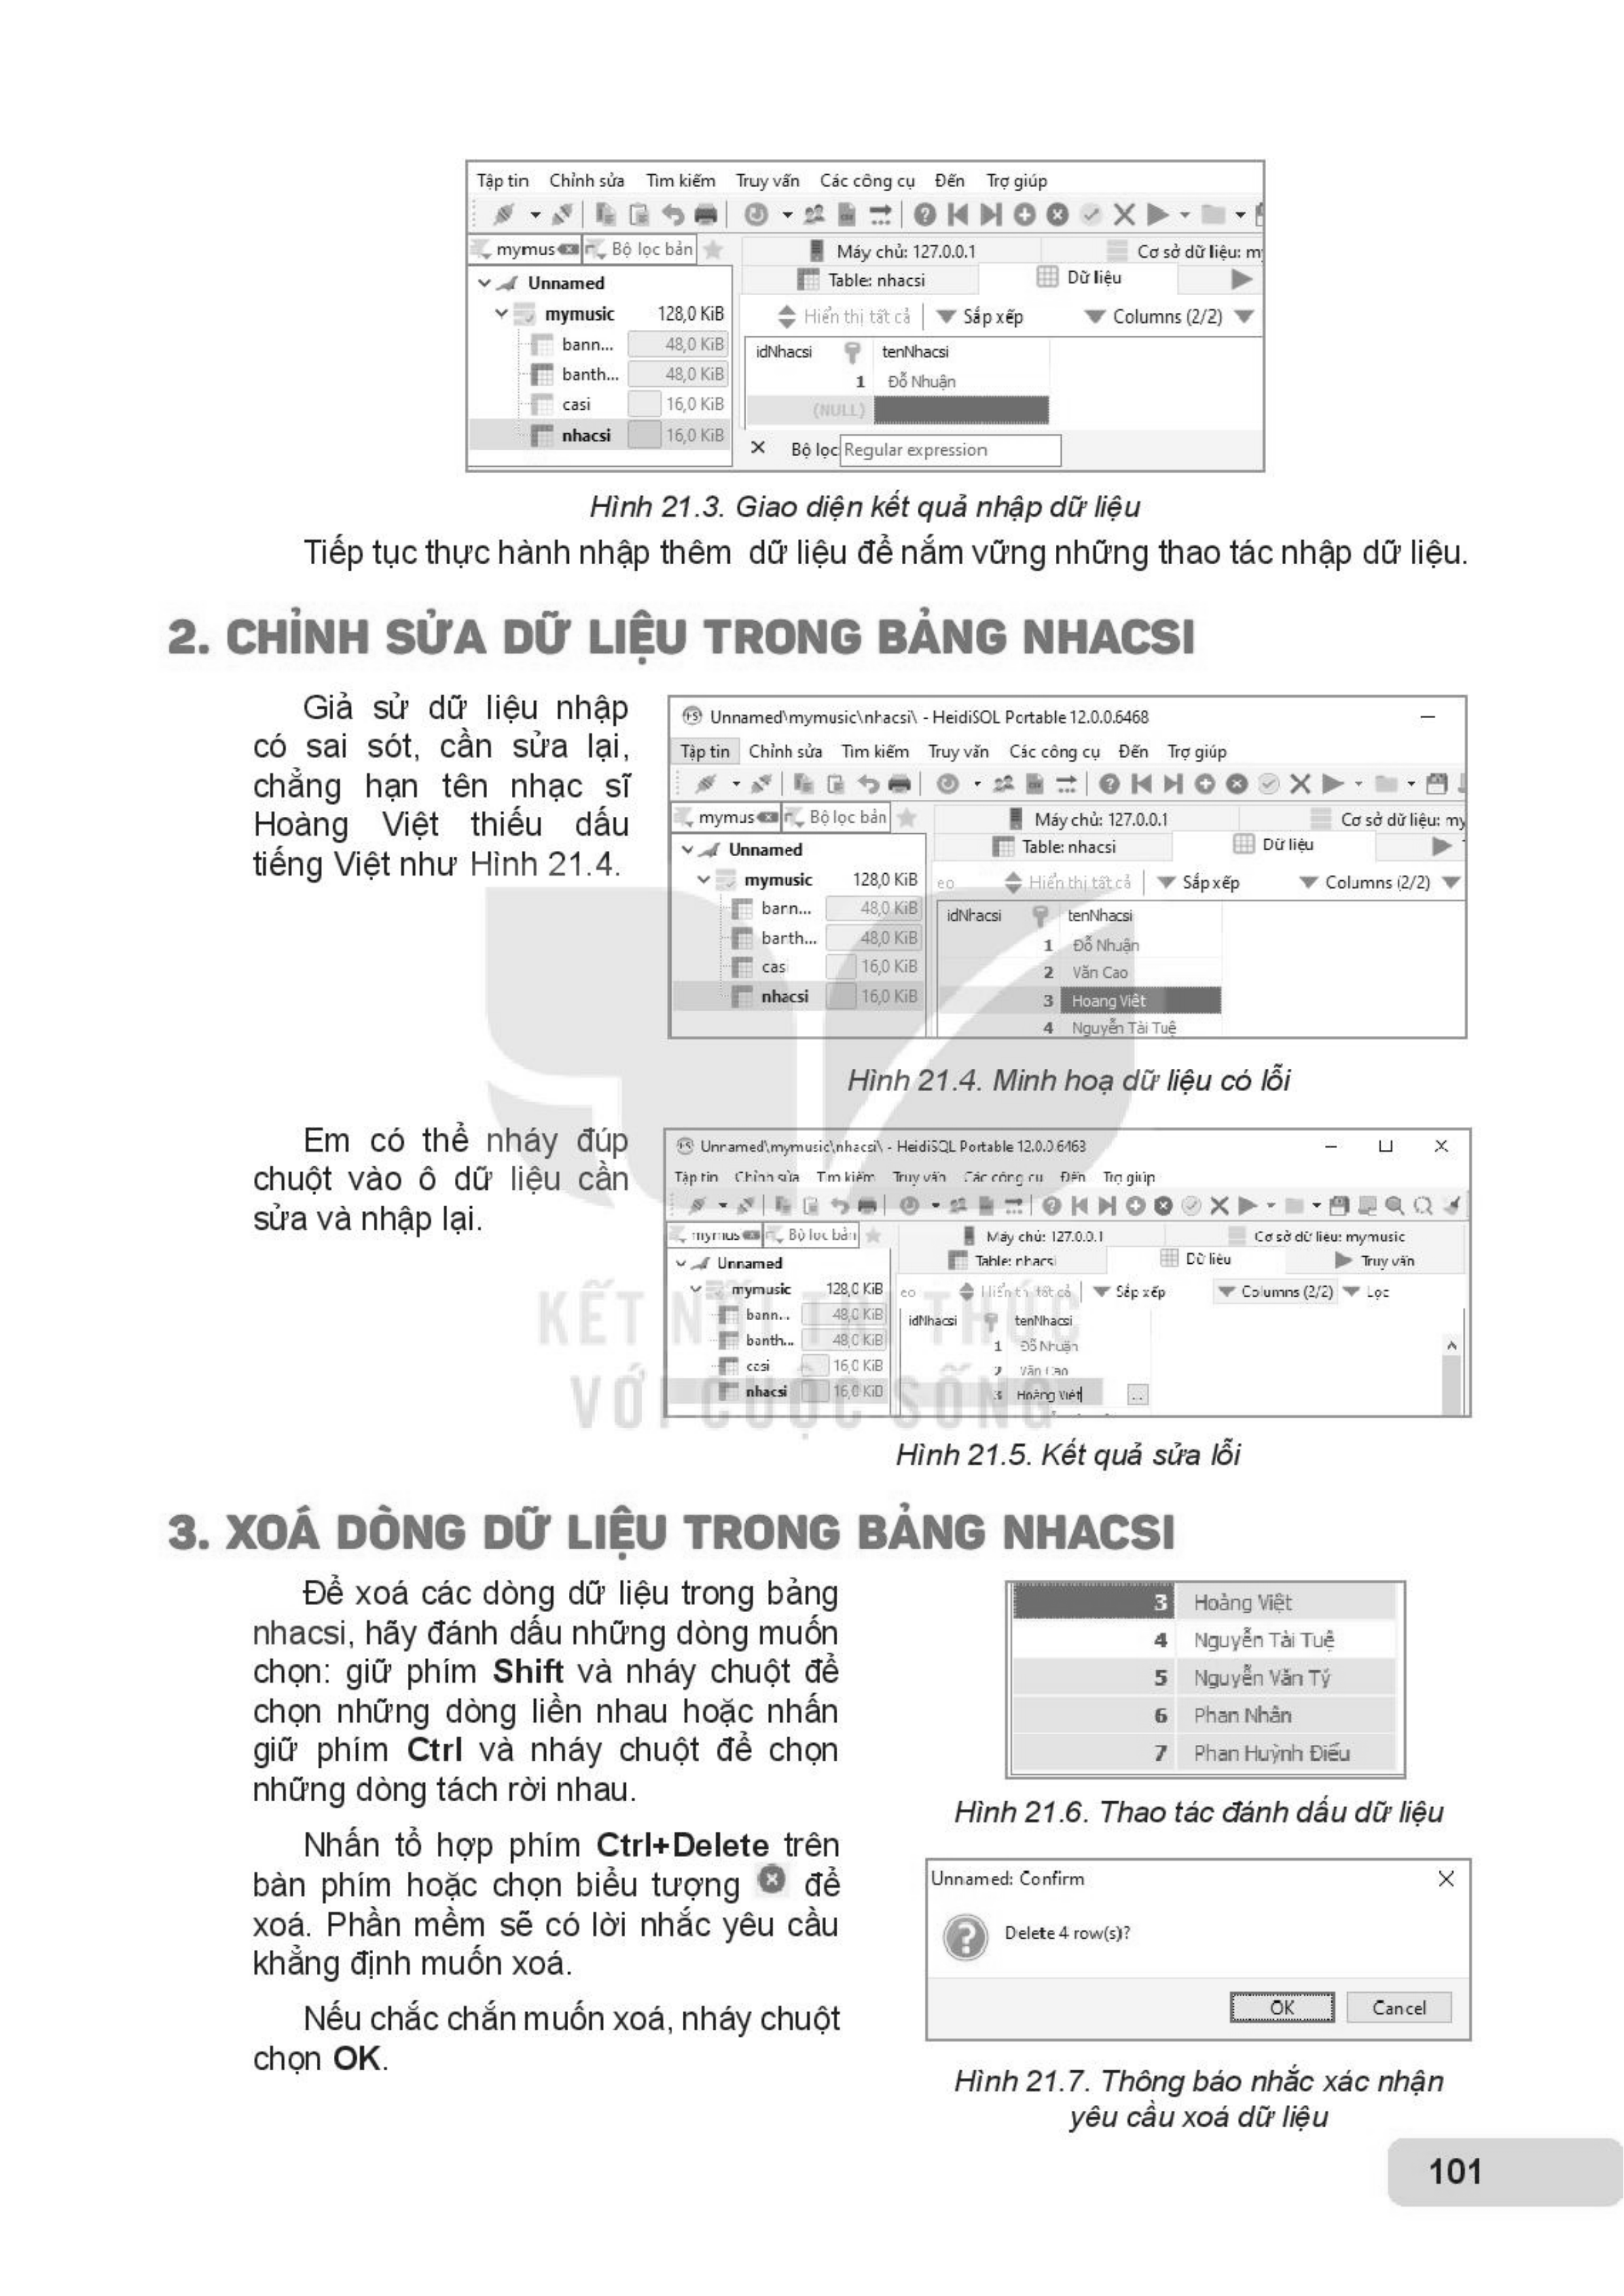 Tập tin Chỉnh sửa Tìm kiếm Truy vấn Các công cụ Đến Trợ giúp
mymus Bộ lọc bản Máy chủ: 127.0.0.1 Cơ sở dữ liệu: my
Unnamed Table: nhacsi Dữ liệu
mymusic 128,0 KiB Hiển thị tất cả Sắp xếp Columns (2/2)
bann... 48,0 KiB idNhacsi tenNhacsi
banth... 48,0 KiB 1 Đỗ Nhuận
casi 16,0 KiB (NULL)
nhacsi 16,0 KiB
Bộ lọc Regular expression
Hình 21.3. Giao diện kết quả nhập dữ liệu
Tiếp tục thực hành nhập thêm dữ liệu để nắm vững những thao tác nhập dữ liệu.
2. CHỈNH SỬA DỮ LIỆU TRONG BẢNG NHACSI
Giả sử dữ liệu nhập
có sai sót, cần sửa lại,
chẳng hạn tên nhạc sĩ
Hoàng Việt thiếu dấu
tiếng Việt như Hình 21.4.
Unnamed\mymusic\nhacsi\ - HeidiSQL Portable 12.0.0.6468
Tập tin Chỉnh sửa Tìm kiếm Truy vấn Các công cụ Đến Trợ giúp
mymus Bộ lọc bản Máy chủ: 127.0.0.1 Cơ sở dữ liệu: my
Unnamed Table: nhacsi Dữ liệu
mymusic 128,0 KiB eo Hiển thị tất cả Sắp xếp Columns (2/2)
bann... 48,0 KiB idNhacsi tenNhacsi
banth... 48,0 KiB 1 Đỗ Nhuận
casi 16,0 KiB 2 Văn Cao
nhacsi 16,0 KiB 3 Hoang Việt
4 Nguyễn Tài Tuệ
Hình 21.4. Minh hoạ dữ liệu có lỗi
Em có thể nháy đúp
chuột vào ô dữ liệu cần
sửa và nhập lại.
Unnamed\mymusic\nhacsi\ - HeidiSQL Portable 12.0.0.6468
Tập tin Chỉnh sửa Tìm kiếm Truy vấn Các công cụ Đến Trợ giúp
mymus Bộ lọc bản Máy chủ: 127.0.0.1 Cơ sở dữ liệu: mymusic
Unnamed Table: nhacsi Dữ liệu Truy vấn
mymusic 128,0 KiB eo Hiển thị tất cả Sắp xếp Columns (2/2) Lọc
bann... 48,0 KiB idNhacsi tenNhacsi
banth... 48,0 KiB 1 Đỗ Nhuận
casi 16,0 KiB 2 Văn Cao
nhacsi 16,0 KiB 3 Hoàng Việt ..
KẾT NỐI TRI THỨC
VỚI CUỘC SỐNG
Hình 21.5. Kết quả sửa lỗi
3. XOÁ DÒNG DỮ LIỆU TRONG BẢNG NHACSI
Để xoá các dòng dữ liệu trong bảng
nhacsi, hãy đánh dấu những dòng muốn
chọn: giữ phím Shift và nháy chuột để
chọn những dòng liền nhau hoặc nhấn
giữ phím Ctrl và nháy chuột để chọn
những dòng tách rời nhau.
3 Hoàng Việt
4 Nguyễn Tài Tuệ
5 Nguyễn Văn Tý
6 Phan Nhân
7 Phan Huỳnh Điểu
Hình 21.6. Thao tác đánh dấu dữ liệu
Nhấn tổ hợp phím Ctrl+Delete trên
bàn phím hoặc chọn biểu tượng để
xoá. Phần mềm sẽ có lời nhắc yêu cầu
khẳng định muốn xoá.
Nếu chắc chắn muốn xoá, nháy chuột
chọn OK.
Unnamed: Confirm
Delete 4 row(s)?
OK Cancel
Hình 21.7. Thông báo nhắc xác nhận
yêu cầu xoá dữ liệu
101